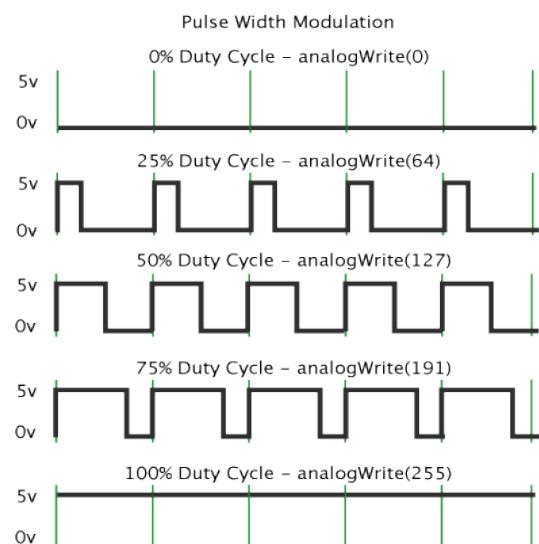 Pulse Width Modulation
0% Duty Cycle – analogWrite(0)
5v
0v
25% Duty Cycle – analogWrite(64)
5v
0v
50% Duty Cycle – analogWrite(127)
5v
0v
75% Duty Cycle – analogWrite(191)
5v
0v
100% Duty Cycle – analogWrite(255)
5v
0v